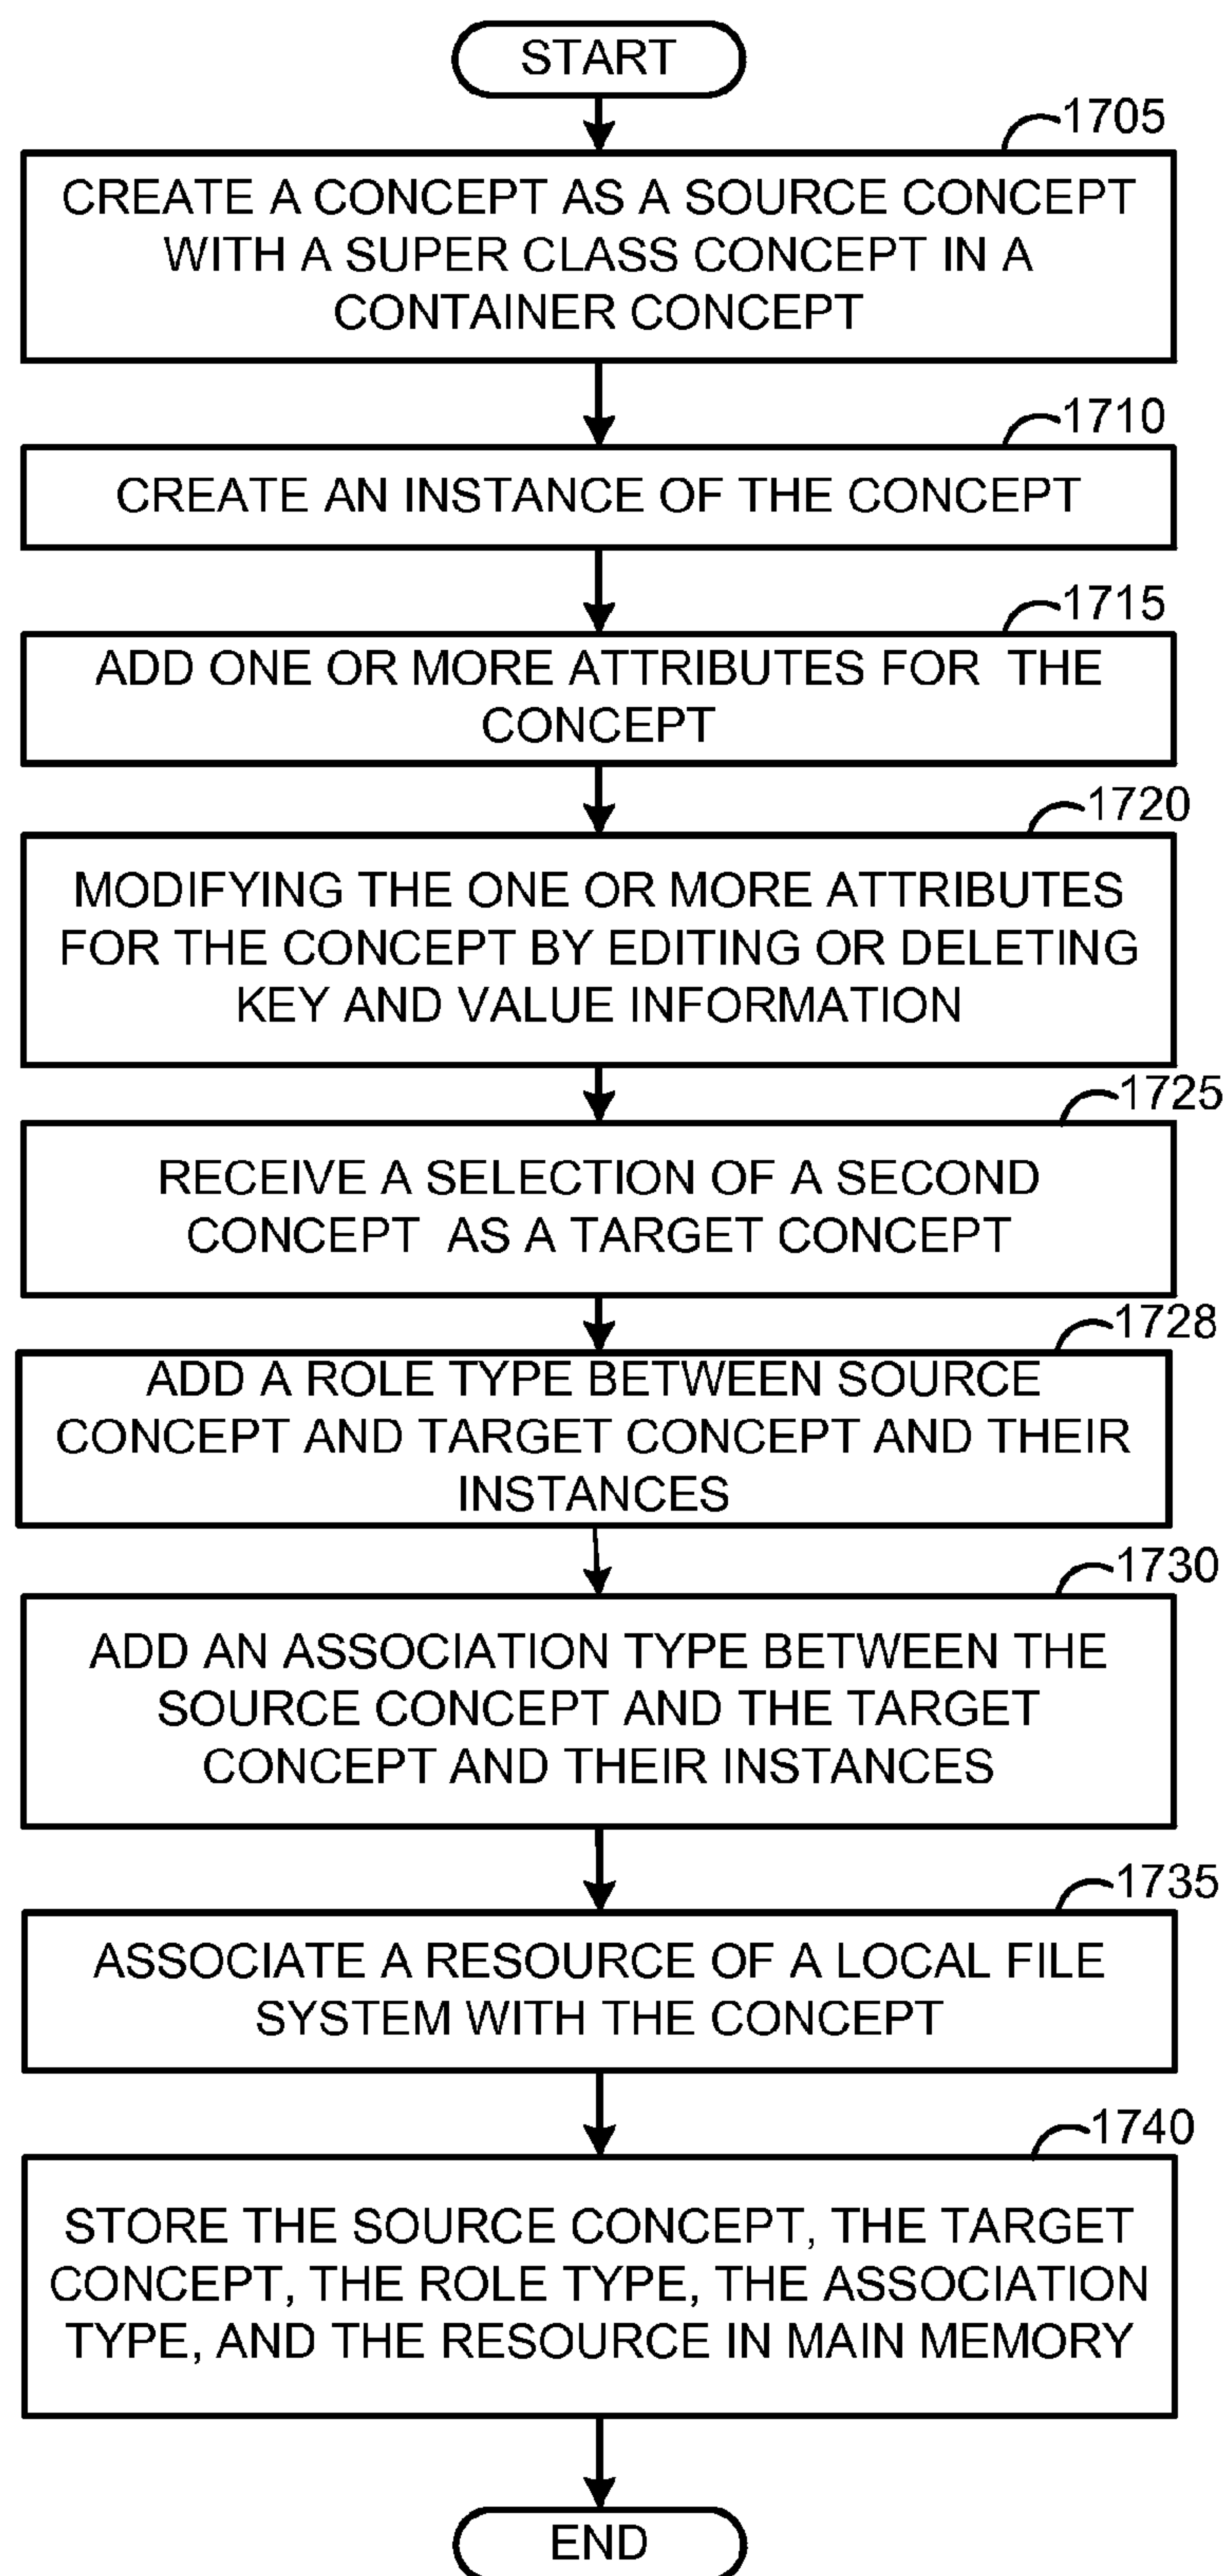 START
1705
CREATE A CONCEPT AS A SOURCE CONCEPT
WITH A SUPER CLASS CONCEPT IN A
CONTAINER CONCEPT
1710
CREATE AN INSTANCE OF THE CONCEPT
1715
ADD ONE OR MORE ATTRIBUTES FOR THE
CONCEPT
1720
MODIFYING THE ONE OR MORE ATTRIBUTES
FOR THE CONCEPT BY EDITING OR DELETING
KEY AND VALUE INFORMATION
1725
RECEIVE A SELECTION OF A SECOND
CONCEPT AS A TARGET CONCEPT
1728
ADD A ROLE TYPE BETWEEN SOURCE
CONCEPT AND TARGET CONCEPT AND THEIR
INSTANCES
1730
ADD AN ASSOCIATION TYPE BETWEEN THE
SOURCE CONCEPT AND THE TARGET
CONCEPT AND THEIR INSTANCES
1735
ASSOCIATE A RESOURCE OF A LOCAL FILE
SYSTEM WITH THE CONCEPT
1740
STORE THE SOURCE CONCEPT, THE TARGET
CONCEPT, THE ROLE TYPE, THE ASSOCIATION
TYPE, AND THE RESOURCE IN MAIN MEMORY
END